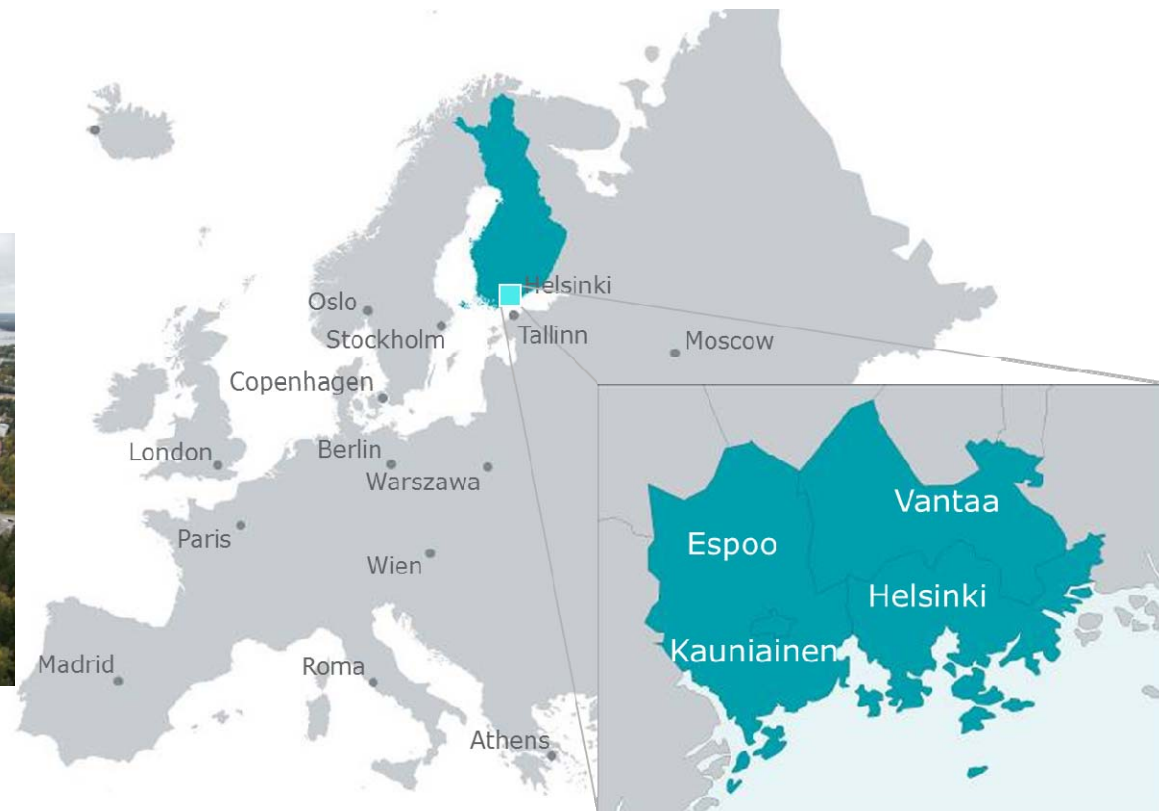 Helsinki
Oslo
Stockholm
Tallinn
Moscow
Copenhagen
London
Berlin
Warszawa
Paris
Wien
Madrid
Roma
Athens
Vantaa
Espoo
Helsinki
Kauniainen